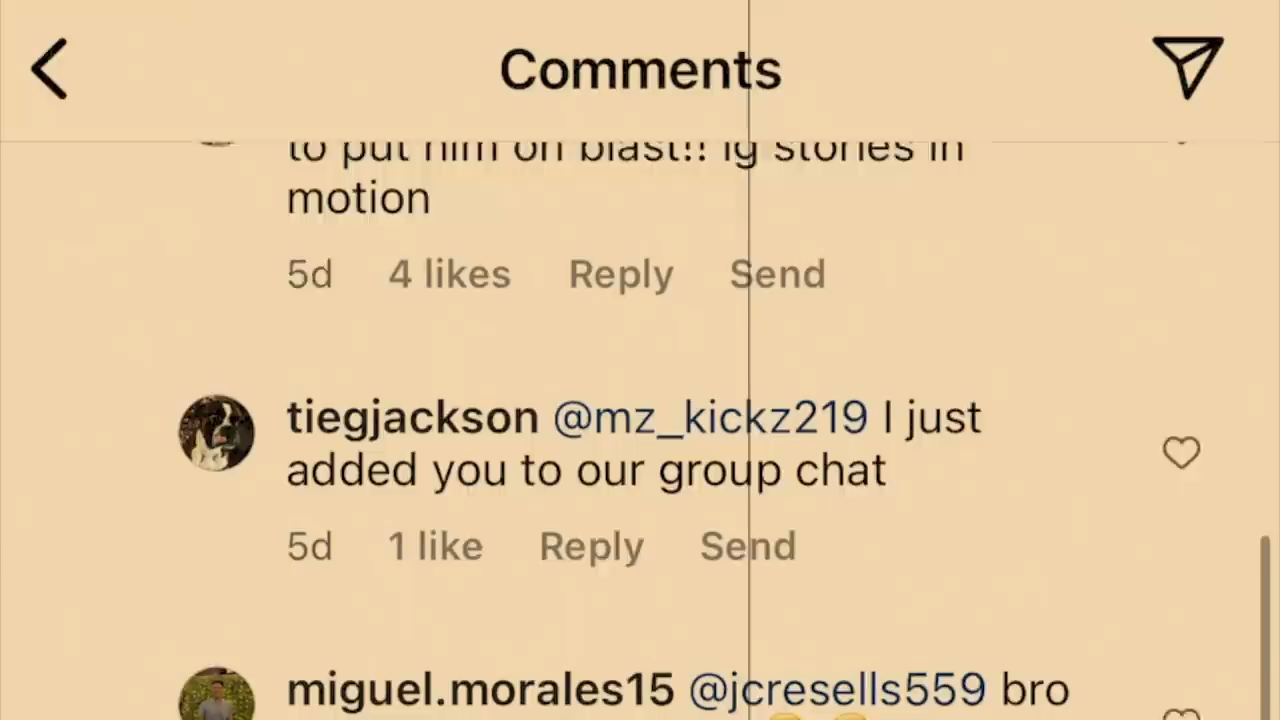 Comments
to put him on blast!! ig stories in
motion
5d 4 likes Reply Send
tiegjackson @mz_kickz219 I just
added you to our group chat
5d 1 like Reply Send
miguel.morales15 @jcresells559 bro